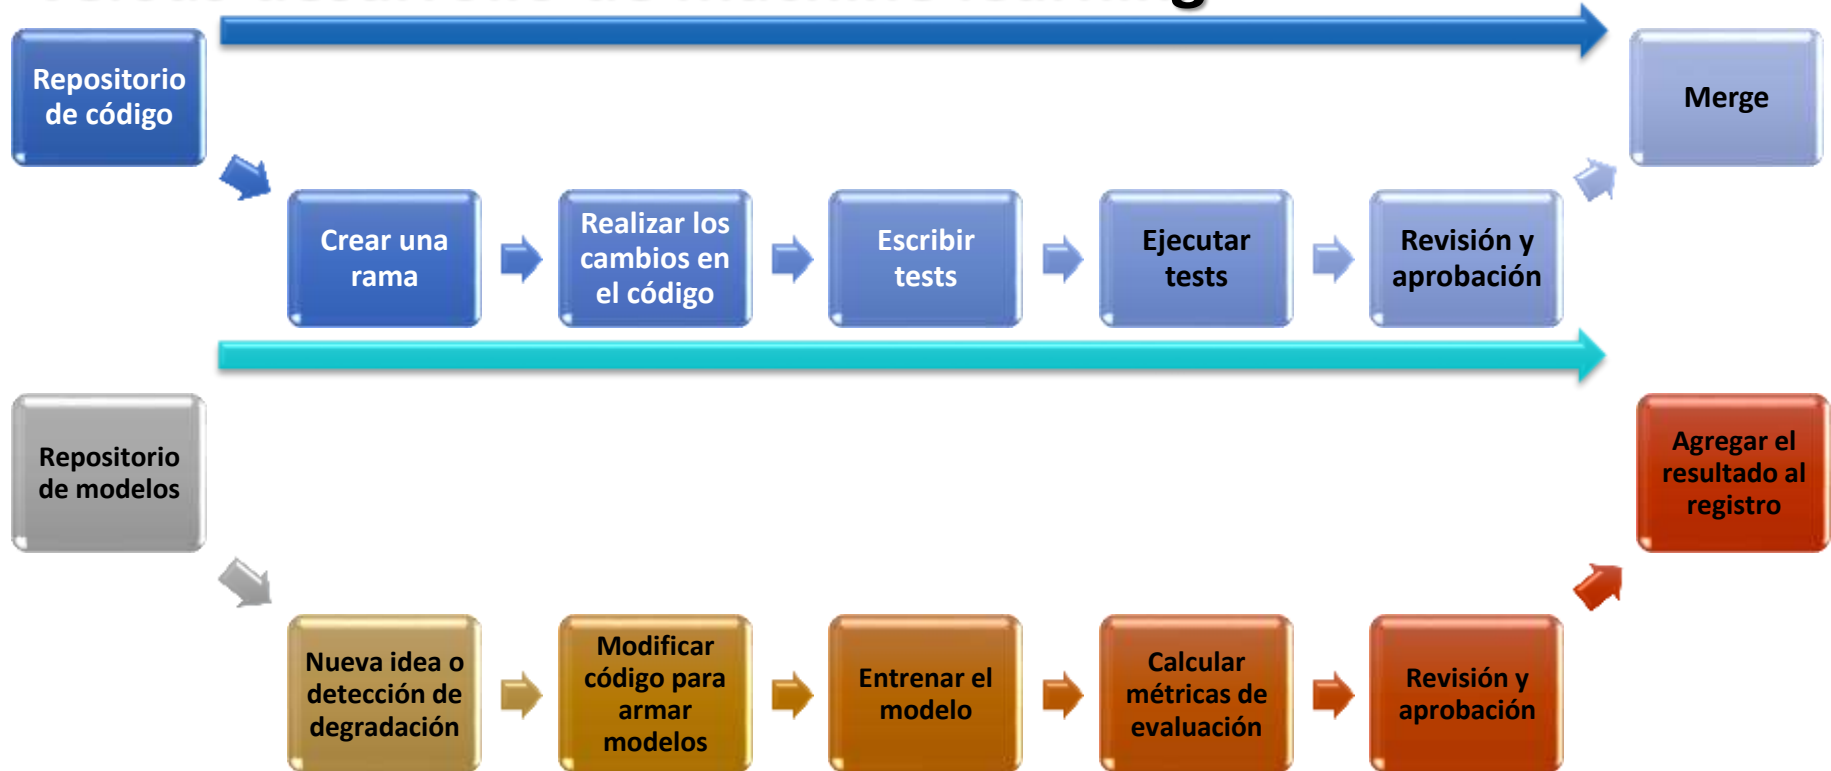 Repositorio
de código
Merge
Crear una
rama
Realizar los
cambios en
el código
Escribir
tests
Ejecutar
tests
Revisión y
aprobación
Repositorio
de modelos
Agregar el
resultado al
registro
Nueva idea o
detección de
degradación
Modificar
código para
armar
modelos
Entrenar el
modelo
Calcular
métricas de
evaluación
Revisión y
aprobación